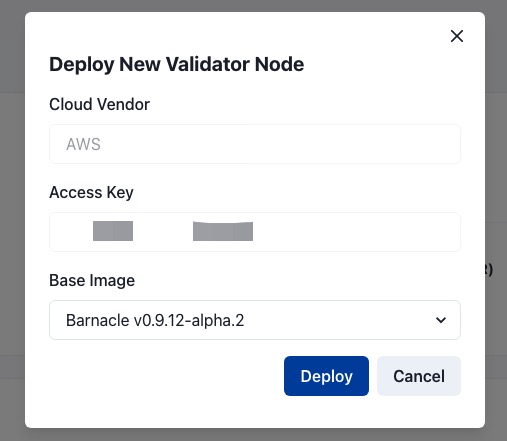 Deploy New Validator Node
Cloud Vendor
AWS
Access Key
Base Image
Barnacle v0.9.12-alpha.2
Deploy
Cancel